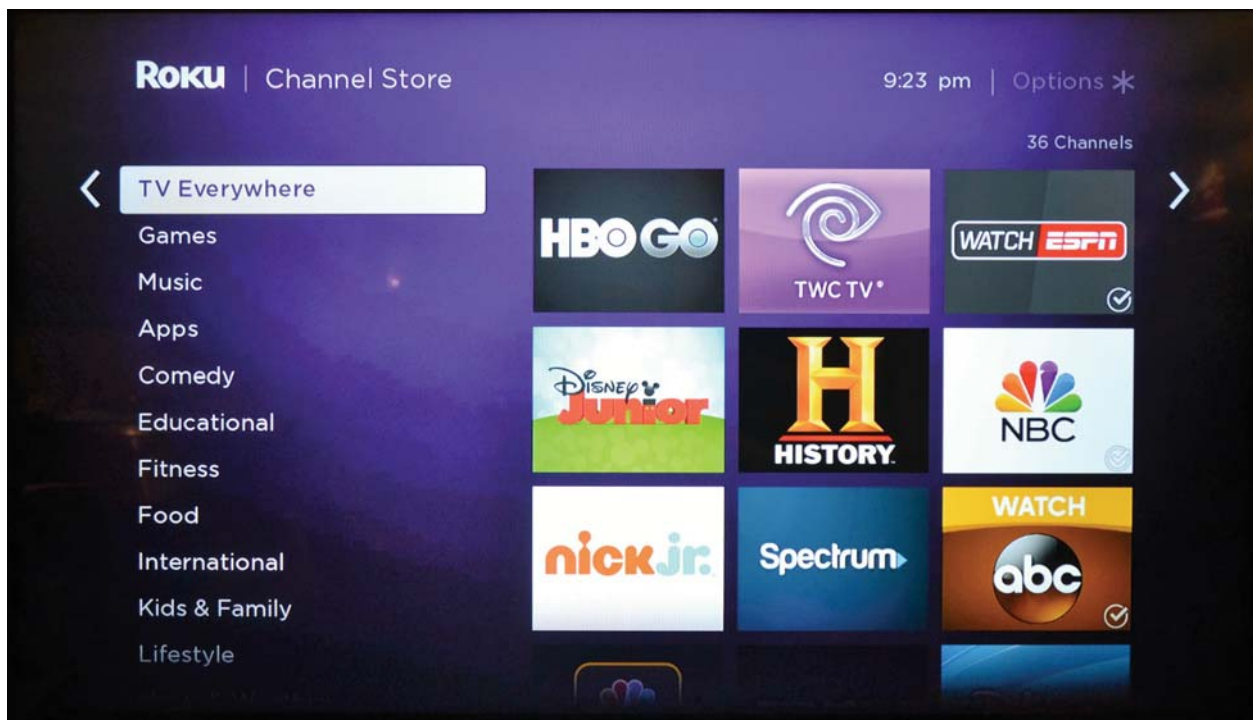 Roku | Channel Store
9:23 pm | Options
36 Channels
TV Everywhere
Games
Music
Apps
Comedy
Educational
Fitness
Food
International
Kids & Family
Lifestyle
HBO GO
TWC TV
WATCH ESPN
Disney
Junior
H
HISTORY
NBC
nick jr.
Spectrum
WATCH
abc